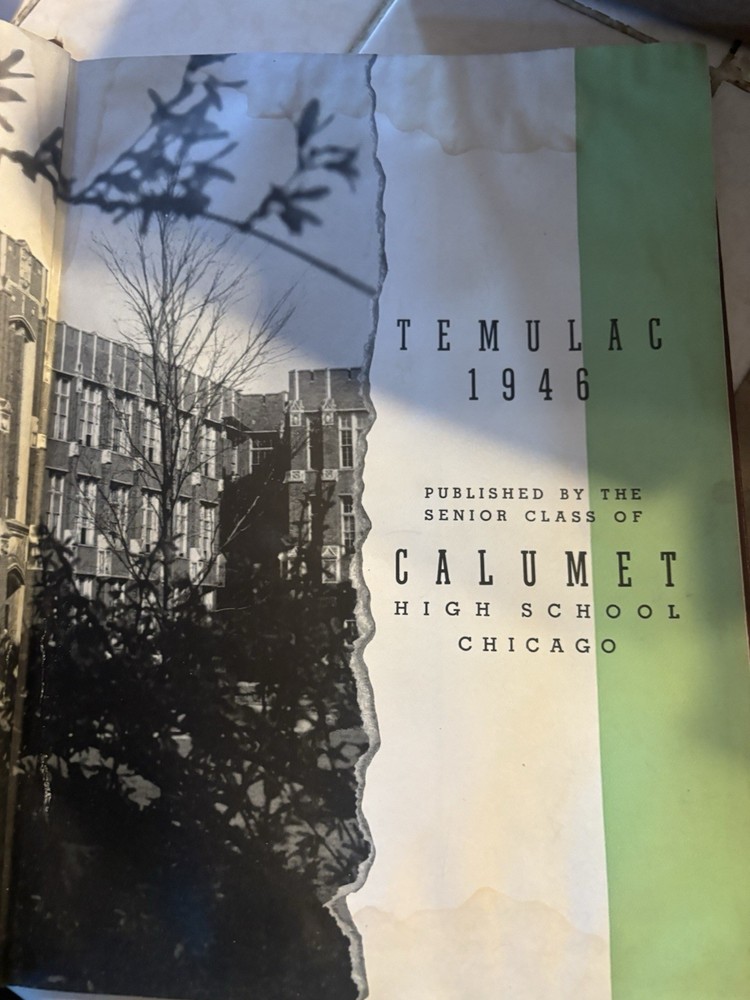 TEMULAC
1946
PUBLISHED BY THE
SENIOR CLASS OF
CALUMET
HIGH SCHOOL
CHICAGO